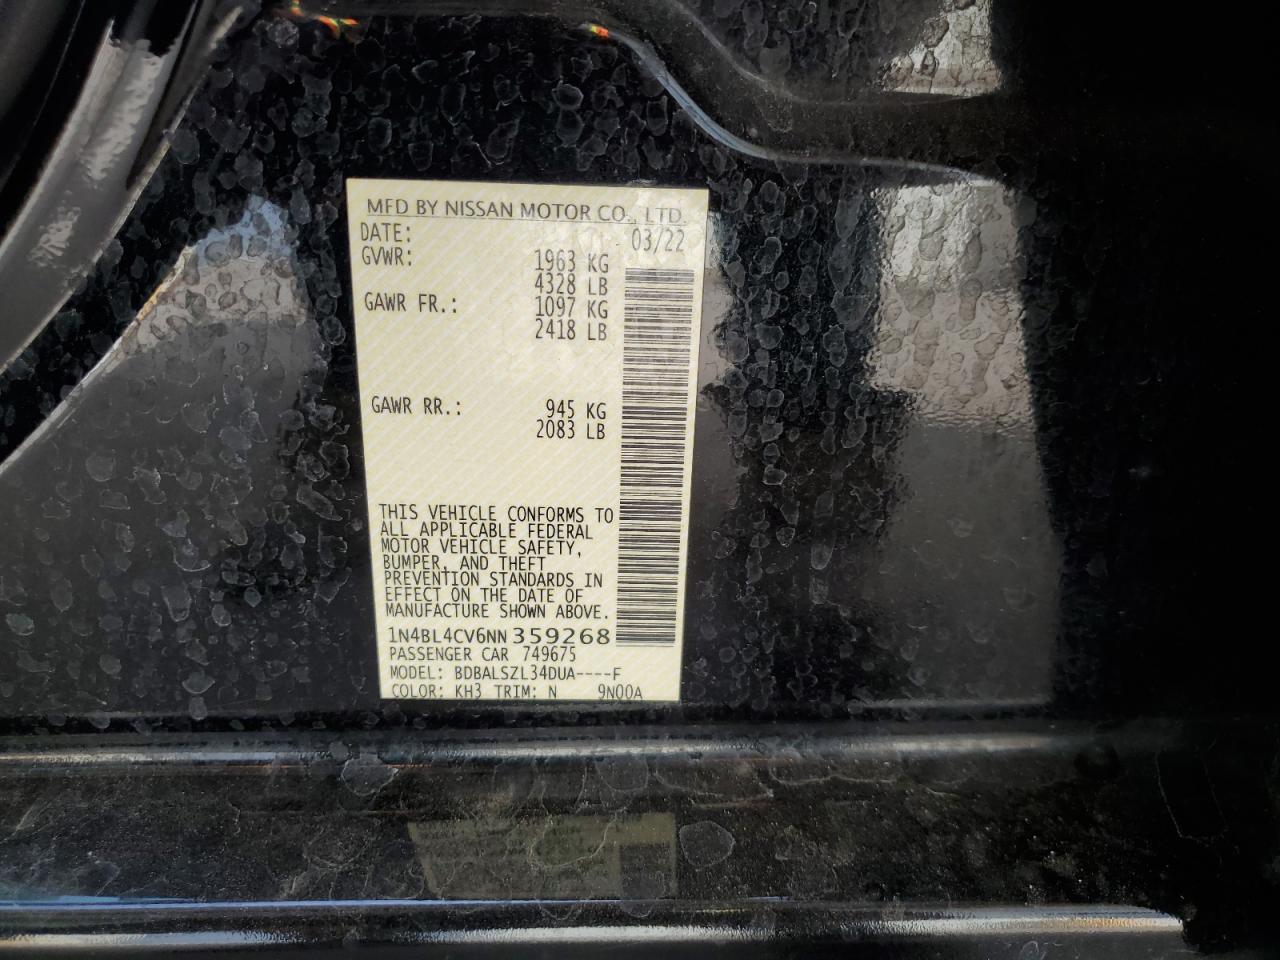 MFD BY NISSAN MOTOR CO., LTD.
DATE: 03/22
GVWR: 1963 KG
4328 LB
GAWR FR.: 1097 KG
2418 LB
GAWR RR.: 945 KG
2083 LB
THIS VEHICLE CONFORMS TO
ALL APPLICABLE FEDERAL
MOTOR VEHICLE SAFETY,
BUMPER, AND THEFT
PREVENTION STANDARDS IN
EFFECT ON THE DATE OF
MANUFACTURE SHOWN ABOVE.
1N4BL4CV6NN359268
PASSENGER CAR 749675
MODEL: BDBALSZL34DUA----F
COLOR: KH3 TRIM: N 9N00A